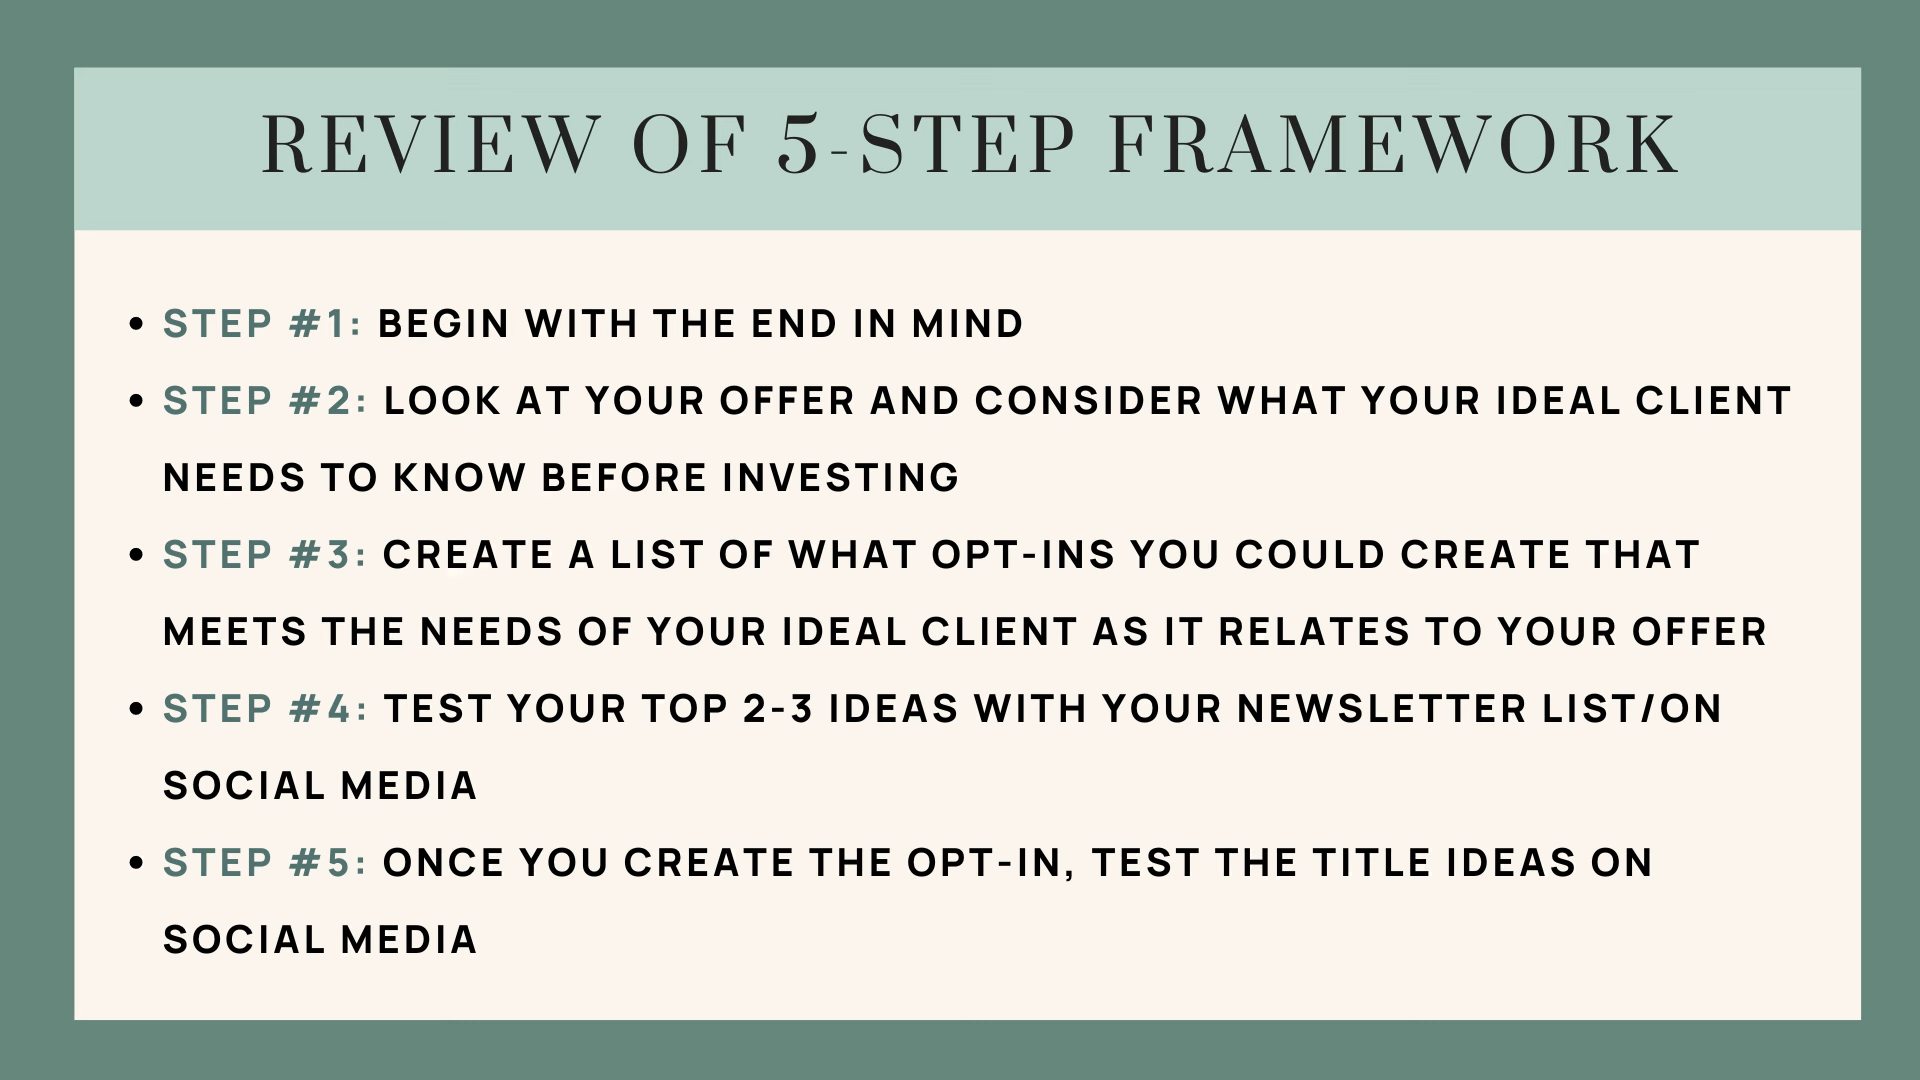 REVIEW OF 5-STEP FRAMEWORK
• STEP #1: BEGIN WITH THE END IN MIND
• STEP #2: LOOK AT YOUR OFFER AND CONSIDER WHAT YOUR IDEAL CLIENT
NEEDS TO KNOW BEFORE INVESTING
• STEP #3: CREATE A LIST OF WHAT OPT-INS YOU COULD CREATE THAT
MEETS THE NEEDS OF YOUR IDEAL CLIENT AS IT RELATES TO YOUR OFFER
• STEP #4: TEST YOUR TOP 2-3 IDEAS WITH YOUR NEWSLETTER LIST/ON
SOCIAL MEDIA
• STEP #5: ONCE YOU CREATE THE OPT-IN, TEST THE TITLE IDEAS ON
SOCIAL MEDIA